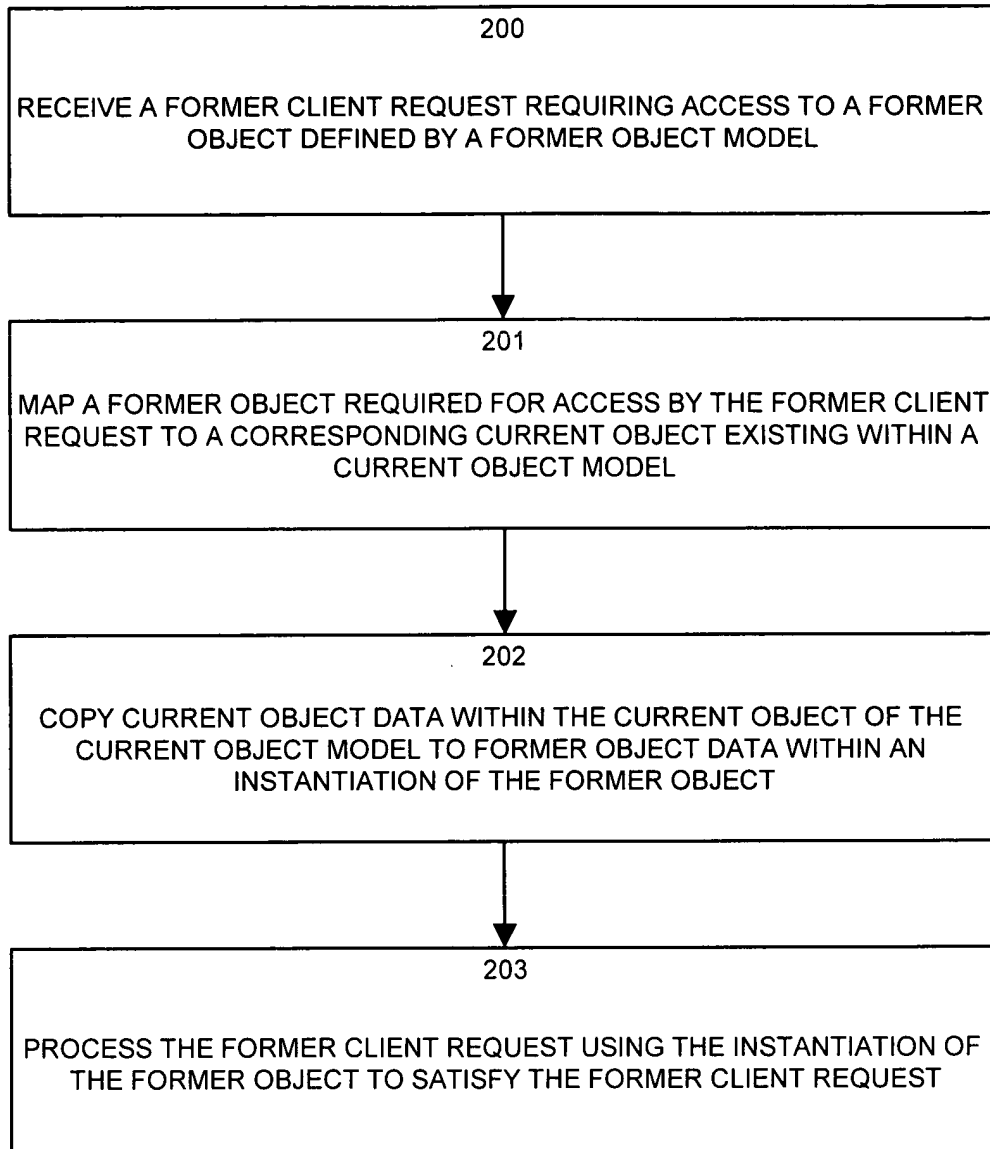 200
RECEIVE A FORMER CLIENT REQUEST REQUIRING ACCESS TO A FORMER
OBJECT DEFINED BY A FORMER OBJECT MODEL
201
MAP A FORMER OBJECT REQUIRED FOR ACCESS BY THE FORMER CLIENT
REQUEST TO A CORRESPONDING CURRENT OBJECT EXISTING WITHIN A
CURRENT OBJECT MODEL
202
COPY CURRENT OBJECT DATA WITHIN THE CURRENT OBJECT OF THE
CURRENT OBJECT MODEL TO FORMER OBJECT DATA WITHIN AN
INSTANTIATION OF THE FORMER OBJECT
203
PROCESS THE FORMER CLIENT REQUEST USING THE INSTANTIATION OF
THE FORMER OBJECT TO SATISFY THE FORMER CLIENT REQUEST